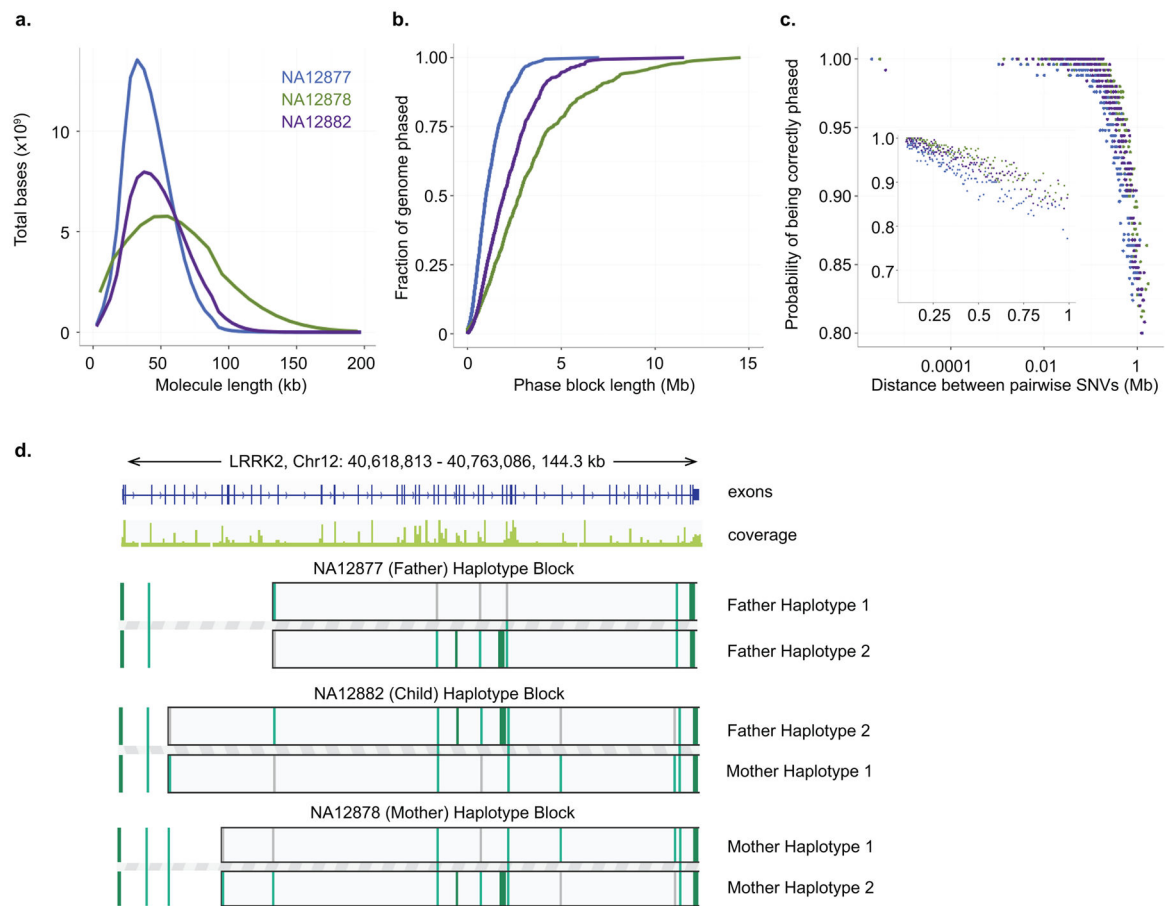 a.
b.
c.
NA12877
NA12878
NA12882
Total bases (x10⁹)
10
5
0
0 50 100 150 200
Molecule length (kb)
Fraction of genome phased
1.00
0.75
0.5
0.25
0
0 5 10 15
Phase block length (Mb)
Probability of being correctly phased
1.00
0.95
0.90
0.85
0.80
1.0
0.9
0.8
0.7
0.25 0.5 0.75 1
0.0001 0.01 1
Distance between pairwise SNVs (Mb)
d.
LRRK2, Chr12: 40,618,813 - 40,763,086, 144.3 kb
exons
coverage
NA12877 (Father) Haplotype Block
Father Haplotype 1
Father Haplotype 2
NA12882 (Child) Haplotype Block
Father Haplotype 2
Mother Haplotype 1
NA12878 (Mother) Haplotype Block
Mother Haplotype 1
Mother Haplotype 2